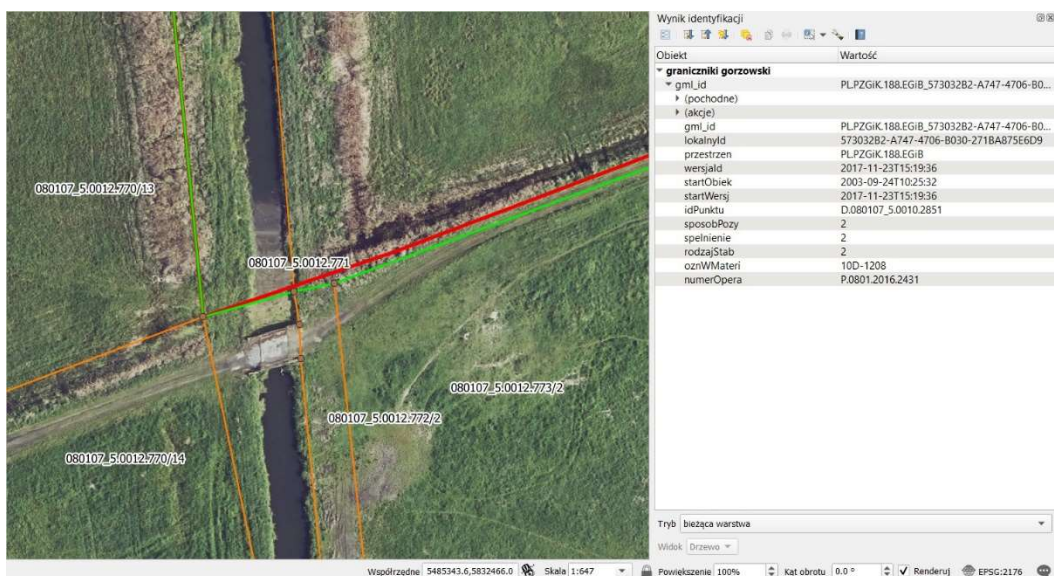 080107_5.0012.770/13
080107_5.0012.771
080107_5.0012.773/2
080107_5.0012.772/2
080107_5.0012.770/14
Wynik identyfikacji
Obiekt Wartość
graniczniki gorzowski
gml_id PL.PZGiK.188.EGiB_573032B2-A747-4706-B0...
(pochodne)
(akcje)
gml_id PL.PZGiK.188.EGiB_573032B2-A747-4706-B0...
lokalnyId 573032B2-A747-4706-B030-271BA875E6D9
przestrzen PL.PZGiK.188.EGiB
wersjaId 2017-11-23T15:19:36
startObiek 2003-09-24T10:25:32
startWersj 2017-11-23T15:19:36
idPunktu D.080107_5.0010.2851
sposobPozy 2
spelnienie 2
rodzajStab 2
oznWMateri 10D-1208
numerOpera P.0801.2016.2431
Tryb bieżąca warstwa
Widok Drzewo
Współrzędne 5485343.6,5832466.0 Skala 1:647 Powiększenie 100% Kąt obrotu 0.0 ° Renderuj EPSG:2176